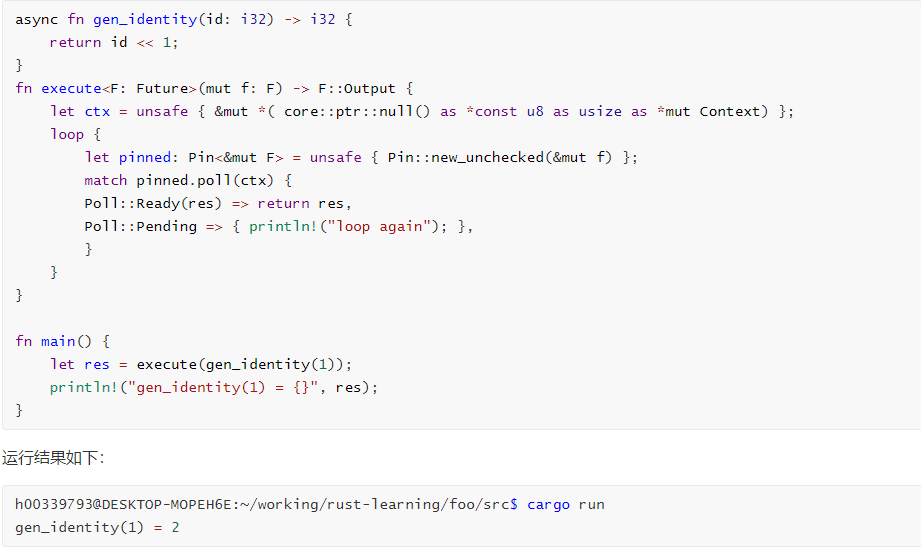 async fn gen_identity(id: i32) -> i32 {
    return id << 1;
}
fn execute<F: Future>(mut f: F) -> F::Output {
    let ctx = unsafe { &mut *( core::ptr::null() as *const u8 as usize as *mut Context) };
    loop {
        let pinned: Pin<&mut F> = unsafe { Pin::new_unchecked(&mut f) };
        match pinned.poll(ctx) {
        Poll::Ready(res) => return res,
        Poll::Pending => { println!("loop again"); },
        }
    }
}

fn main() {
    let res = execute(gen_identity(1));
    println!("gen_identity(1) = {}", res);
}
运行结果如下：
h00339793@DESKTOP-MOPEH6E:~/working/rust-learning/foo/src$ cargo run
gen_identity(1) = 2